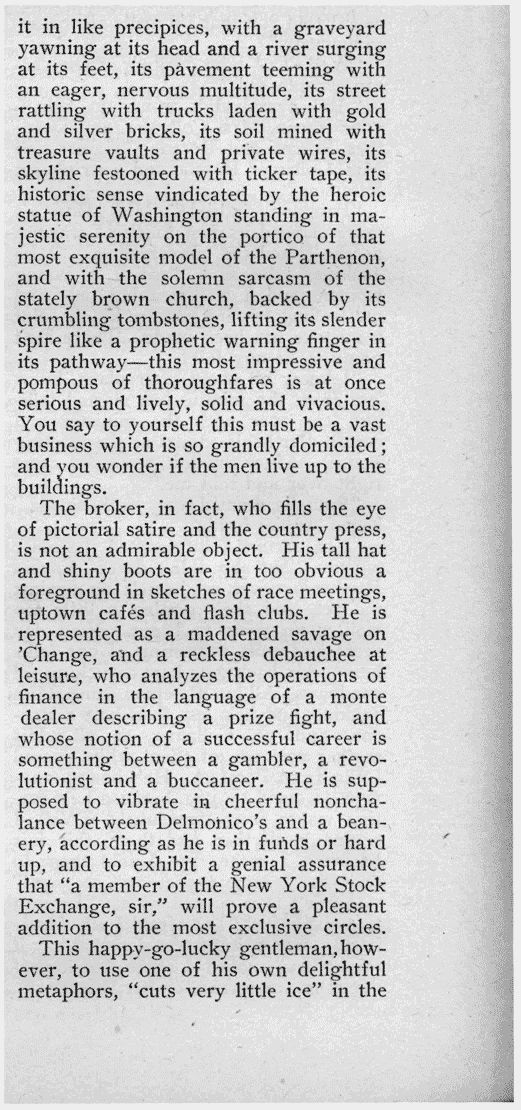 it in like precipices, with a graveyard
yawning at its head and a river surging
at its feet, its pavement teeming with
an eager, nervous multitude, its street
rattling with trucks laden with gold
and silver bricks, its soil mined with
treasure vaults and private wires, its
skyline festooned with ticker tape, its
historic sense vindicated by the heroic
statue of Washington standing in ma-
jestic serenity on the portico of that
most exquisite model of the Parthenon,
and with the solemn sarcasm of the
stately brown church, backed by its
crumbling tombstones, lifting its slender
spire like a prophetic warning finger in
its pathway—this most impressive and
pompous of thoroughfares is at once
serious and lively, solid and vivacious.
You say to yourself this must be a vast
business which is so grandly domiciled;
and you wonder if the men live up to the
buildings.
The broker, in fact, who fills the eye
of pictorial satire and the country press,
is not an admirable object. His tall hat
and shiny boots are in too obvious a
foreground in sketches of race meetings,
uptown cafés and flash clubs. He is
represented as a maddened savage on
’Change, and a reckless debauchee at
leisure, who analyzes the operations of
finance in the language of a monte
dealer describing a prize fight, and
whose notion of a successful career is
something between a gambler, a revo-
lutionist and a buccaneer. He is sup-
posed to vibrate in cheerful noncha-
lance between Delmonico’s and a bean-
ery, according as he is in funds or hard
up, and to exhibit a genial assurance
that “a member of the New York Stock
Exchange, sir,” will prove a pleasant
addition to the most exclusive circles.
This happy-go-lucky gentleman, how-
ever, to use one of his own delightful
metaphors, “cuts very little ice” in the